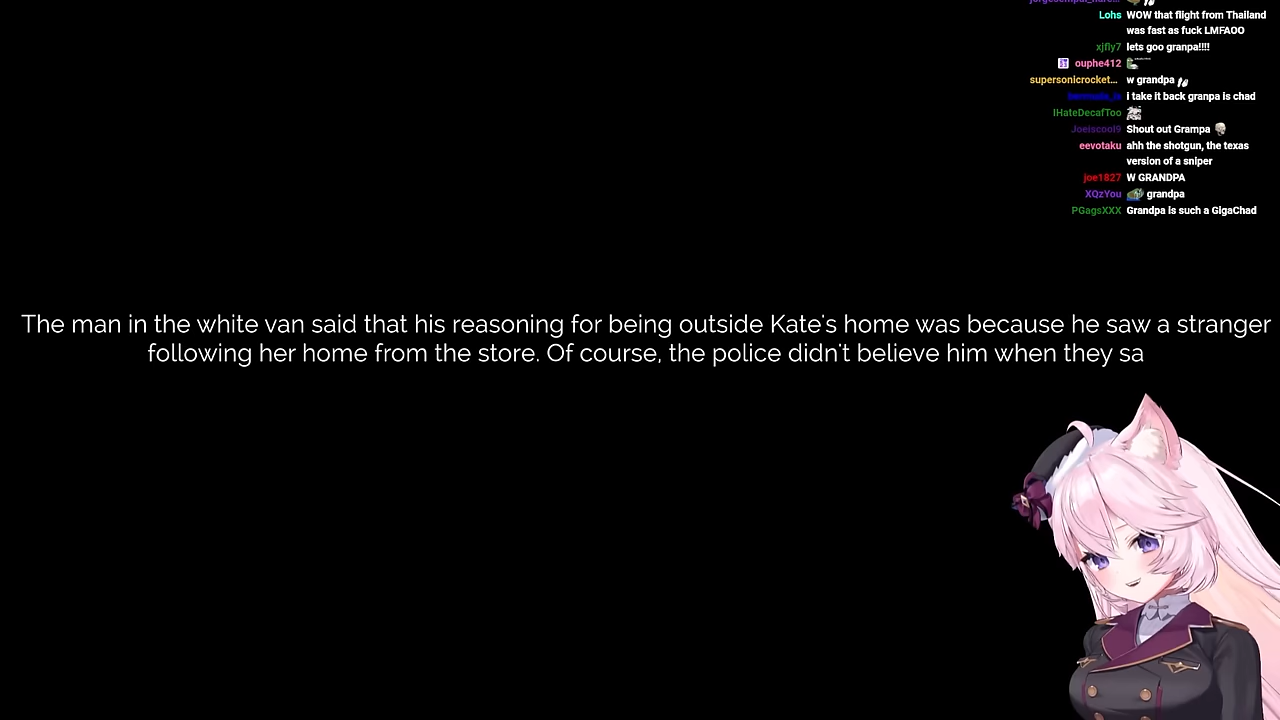 Lohs WOW that flight from Thailand
was fast as fuck LMFAOO
xjfly7 lets goo granpa!!!!
ouphe412
supersonicrocket... w grandpa
i take it back granpa is chad
IHateDecafToo
Joeiscool9 Shout out Grampa
eevotaku ahh the shotgun, the texas
version of a sniper
joe1827 W GRANDPA
XQzYou grandpa
PGagsXXX Grandpa is such a GigaChad
The man in the white van said that his reasoning for being outside Kate's home was because he saw a stranger
following her home from the store. Of course, the police didn't believe him when they sa